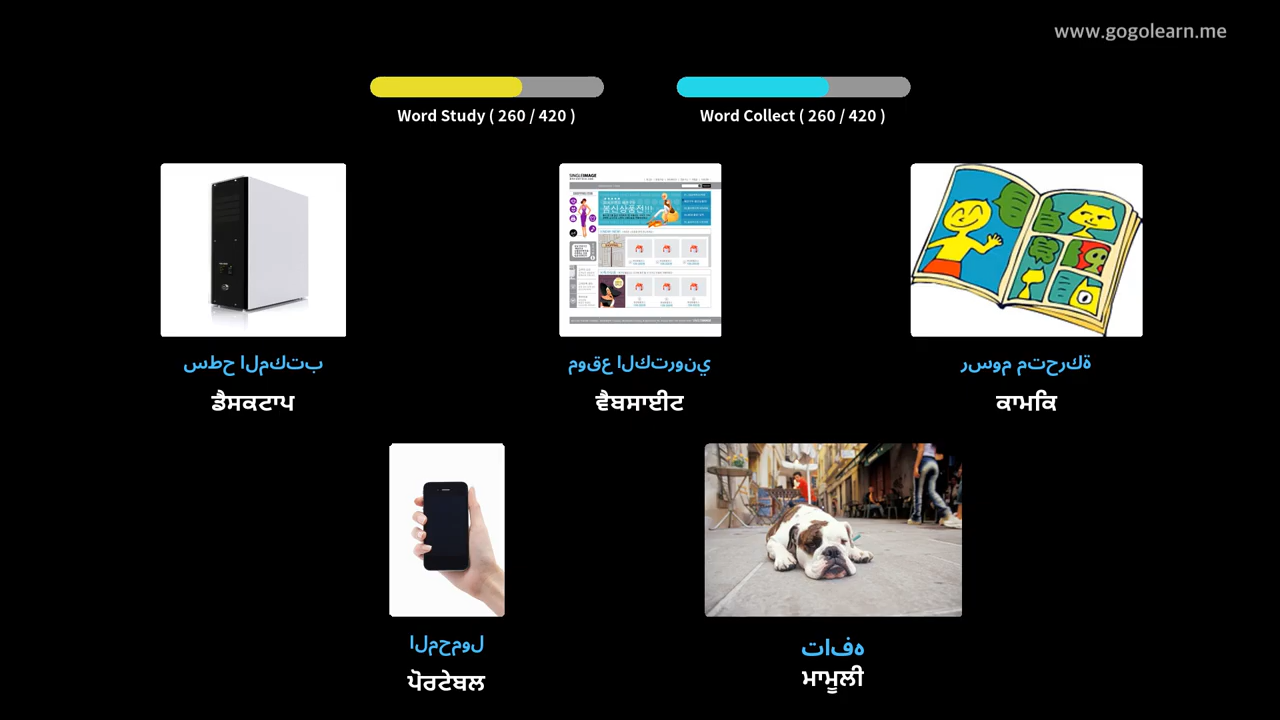 www.gogolearn.me
Word Study ( 260 / 420 )
Word Collect ( 260 / 420 )
سطح المكتب
موقع الكتروني
رسوم متحركة
ਡੈਸਕਟਾਪ
ਵੈਬਸਾਈਟ
ਕਾਮਕਿ
المحمول
تافه
ਪੋਰਟੇਬਲ
ਮਾਮੂਲੀ